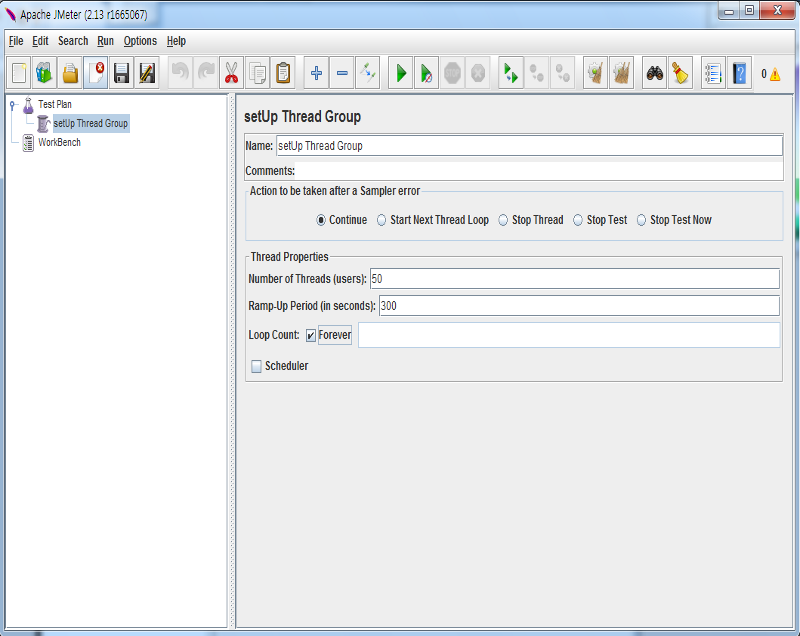 Apache JMeter (2.13 r1665067)
File Edit Search Run Options Help
0
Test Plan
setUp Thread Group
WorkBench
setUp Thread Group
Name: setUp Thread Group
Comments:
Action to be taken after a Sampler error
Continue Start Next Thread Loop Stop Thread Stop Test Stop Test Now
Thread Properties
Number of Threads (users): 50
Ramp-Up Period (in seconds): 300
Loop Count: Forever
Scheduler